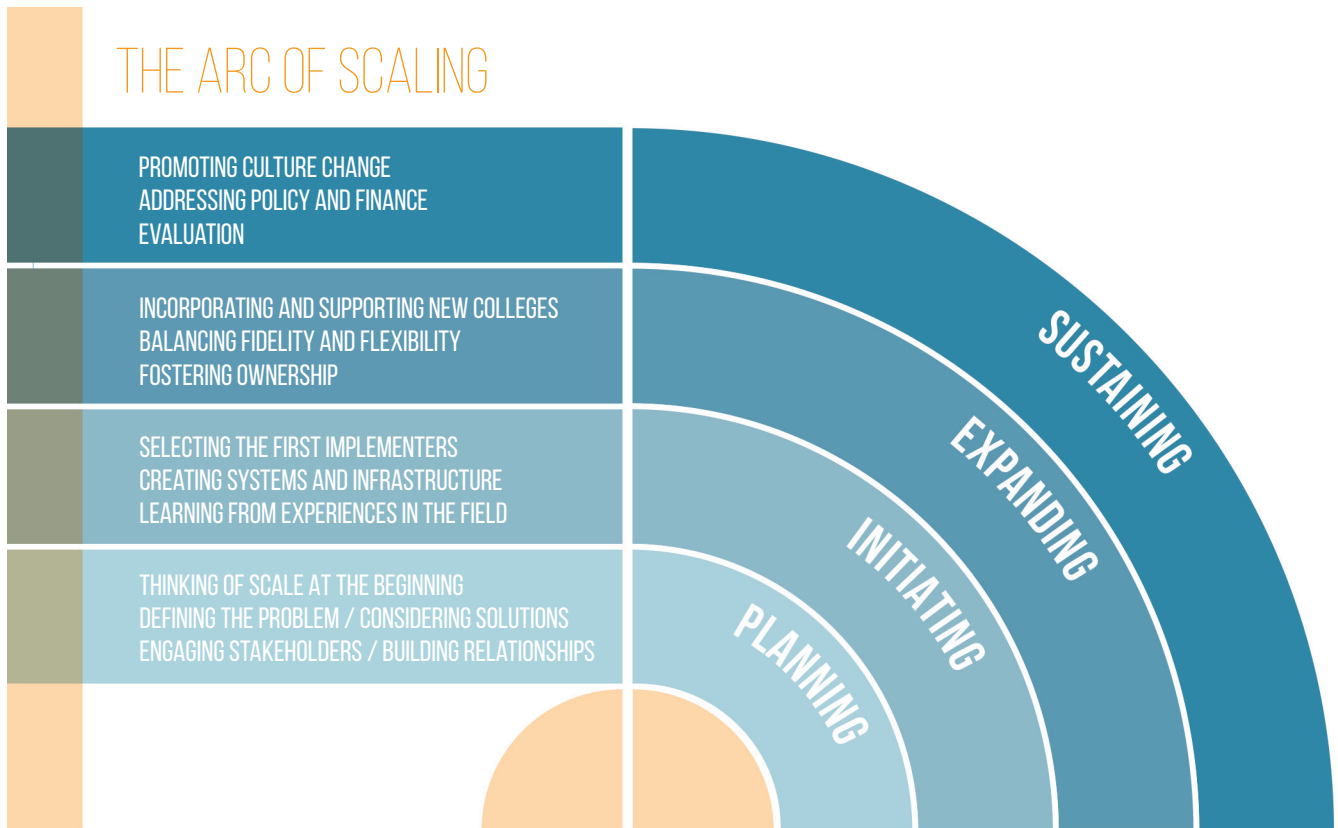 THE ARC OF SCALING
PROMOTING CULTURE CHANGE
ADDRESSING POLICY AND FINANCE
EVALUATION
INCORPORATING AND SUPPORTING NEW COLLEGES
BALANCING FIDELITY AND FLEXIBILITY
FOSTERING OWNERSHIP
SELECTING THE FIRST IMPLEMENTERS
CREATING SYSTEMS AND INFRASTRUCTURE
LEARNING FROM EXPERIENCES IN THE FIELD
THINKING OF SCALE AT THE BEGINNING
DEFINING THE PROBLEM / CONSIDERING SOLUTIONS
ENGAGING STAKEHOLDERS / BUILDING RELATIONSHIPS
SUSTAINING
EXPANDING
INITIATING
PLANNING